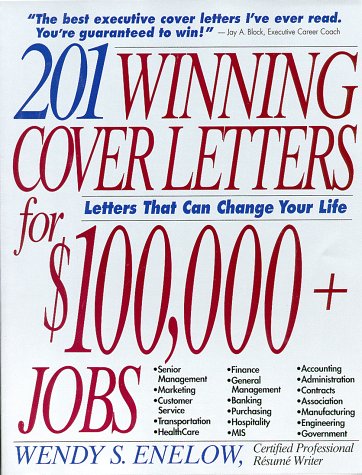 "The best executive cover letters I've ever read.
You're guaranteed to win!" — Jay A. Block, Executive Career Coach
201 WINNING
COVER LETTERS
for
Letters That Can Change Your Life
$100,000+
JOBS
•Senior Management
•Marketing
•Customer Service
•Transportation
•HealthCare
•Finance
•General Management
•Banking
•Purchasing
•Hospitality
•MIS
•Accounting
•Administration
•Contracts
•Association
•Manufacturing
•Engineering
•Government
WENDY S. ENELOW,
Certified Professional
Résumé Writer